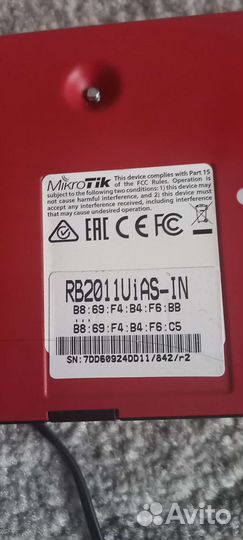 MikroTik
This device complies with Part 15
of the FCC Rules. Operation is
subject to the following two conditions: 1) this device may
not cause harmful interference, and 2) this device must
accept any interference received, including interference
that may cause undesired operation.
EAC CE FC
RB2011UiAS-IN
B8:69:F4:B4:F6:BB
...
B8:69:F4:B4:F6:C5
SN:7DD60924DD11/842/r2
Avito